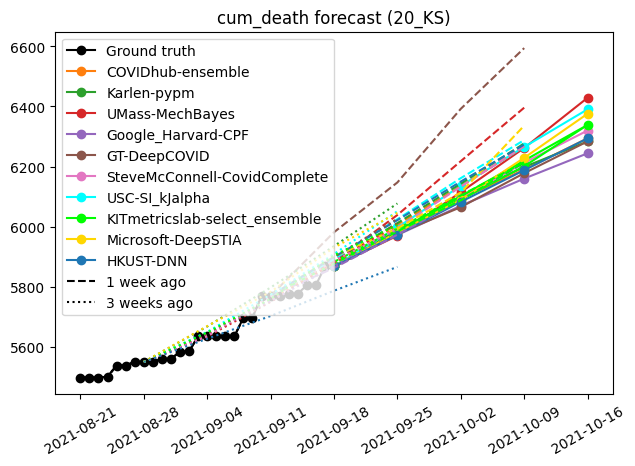 cum_death forecast (20_KS)
6600
6400
6200
6000
5800
5600
Ground truth
COVIDhub-ensemble
Karlen-pypm
UMass-MechBayes
Google_Harvard-CPF
GT-DeepCOVID
SteveMcConnell-CovidComplete
USC-SI_kJalpha
KITmetricslab-select_ensemble
Microsoft-DeepSTIA
HKUST-DNN
1 week ago
3 weeks ago
2021-08-21
2021-08-28
2021-09-04
2021-09-11
2021-09-18
2021-09-25
2021-10-02
2021-10-09
2021-10-16